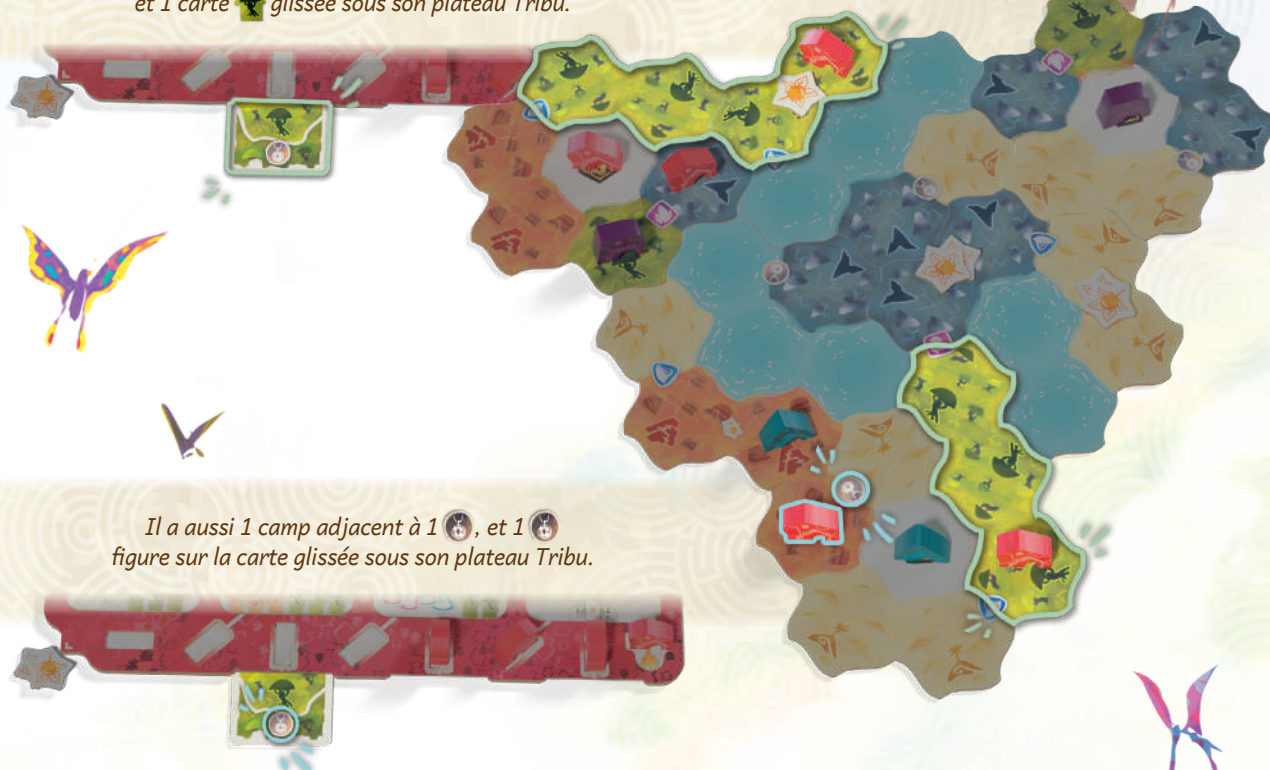 et 1 carte glissée sous son plateau Tribu.
Il a aussi 1 camp adjacent à 1 , et 1
figure sur la carte glissée sous son plateau Tribu.